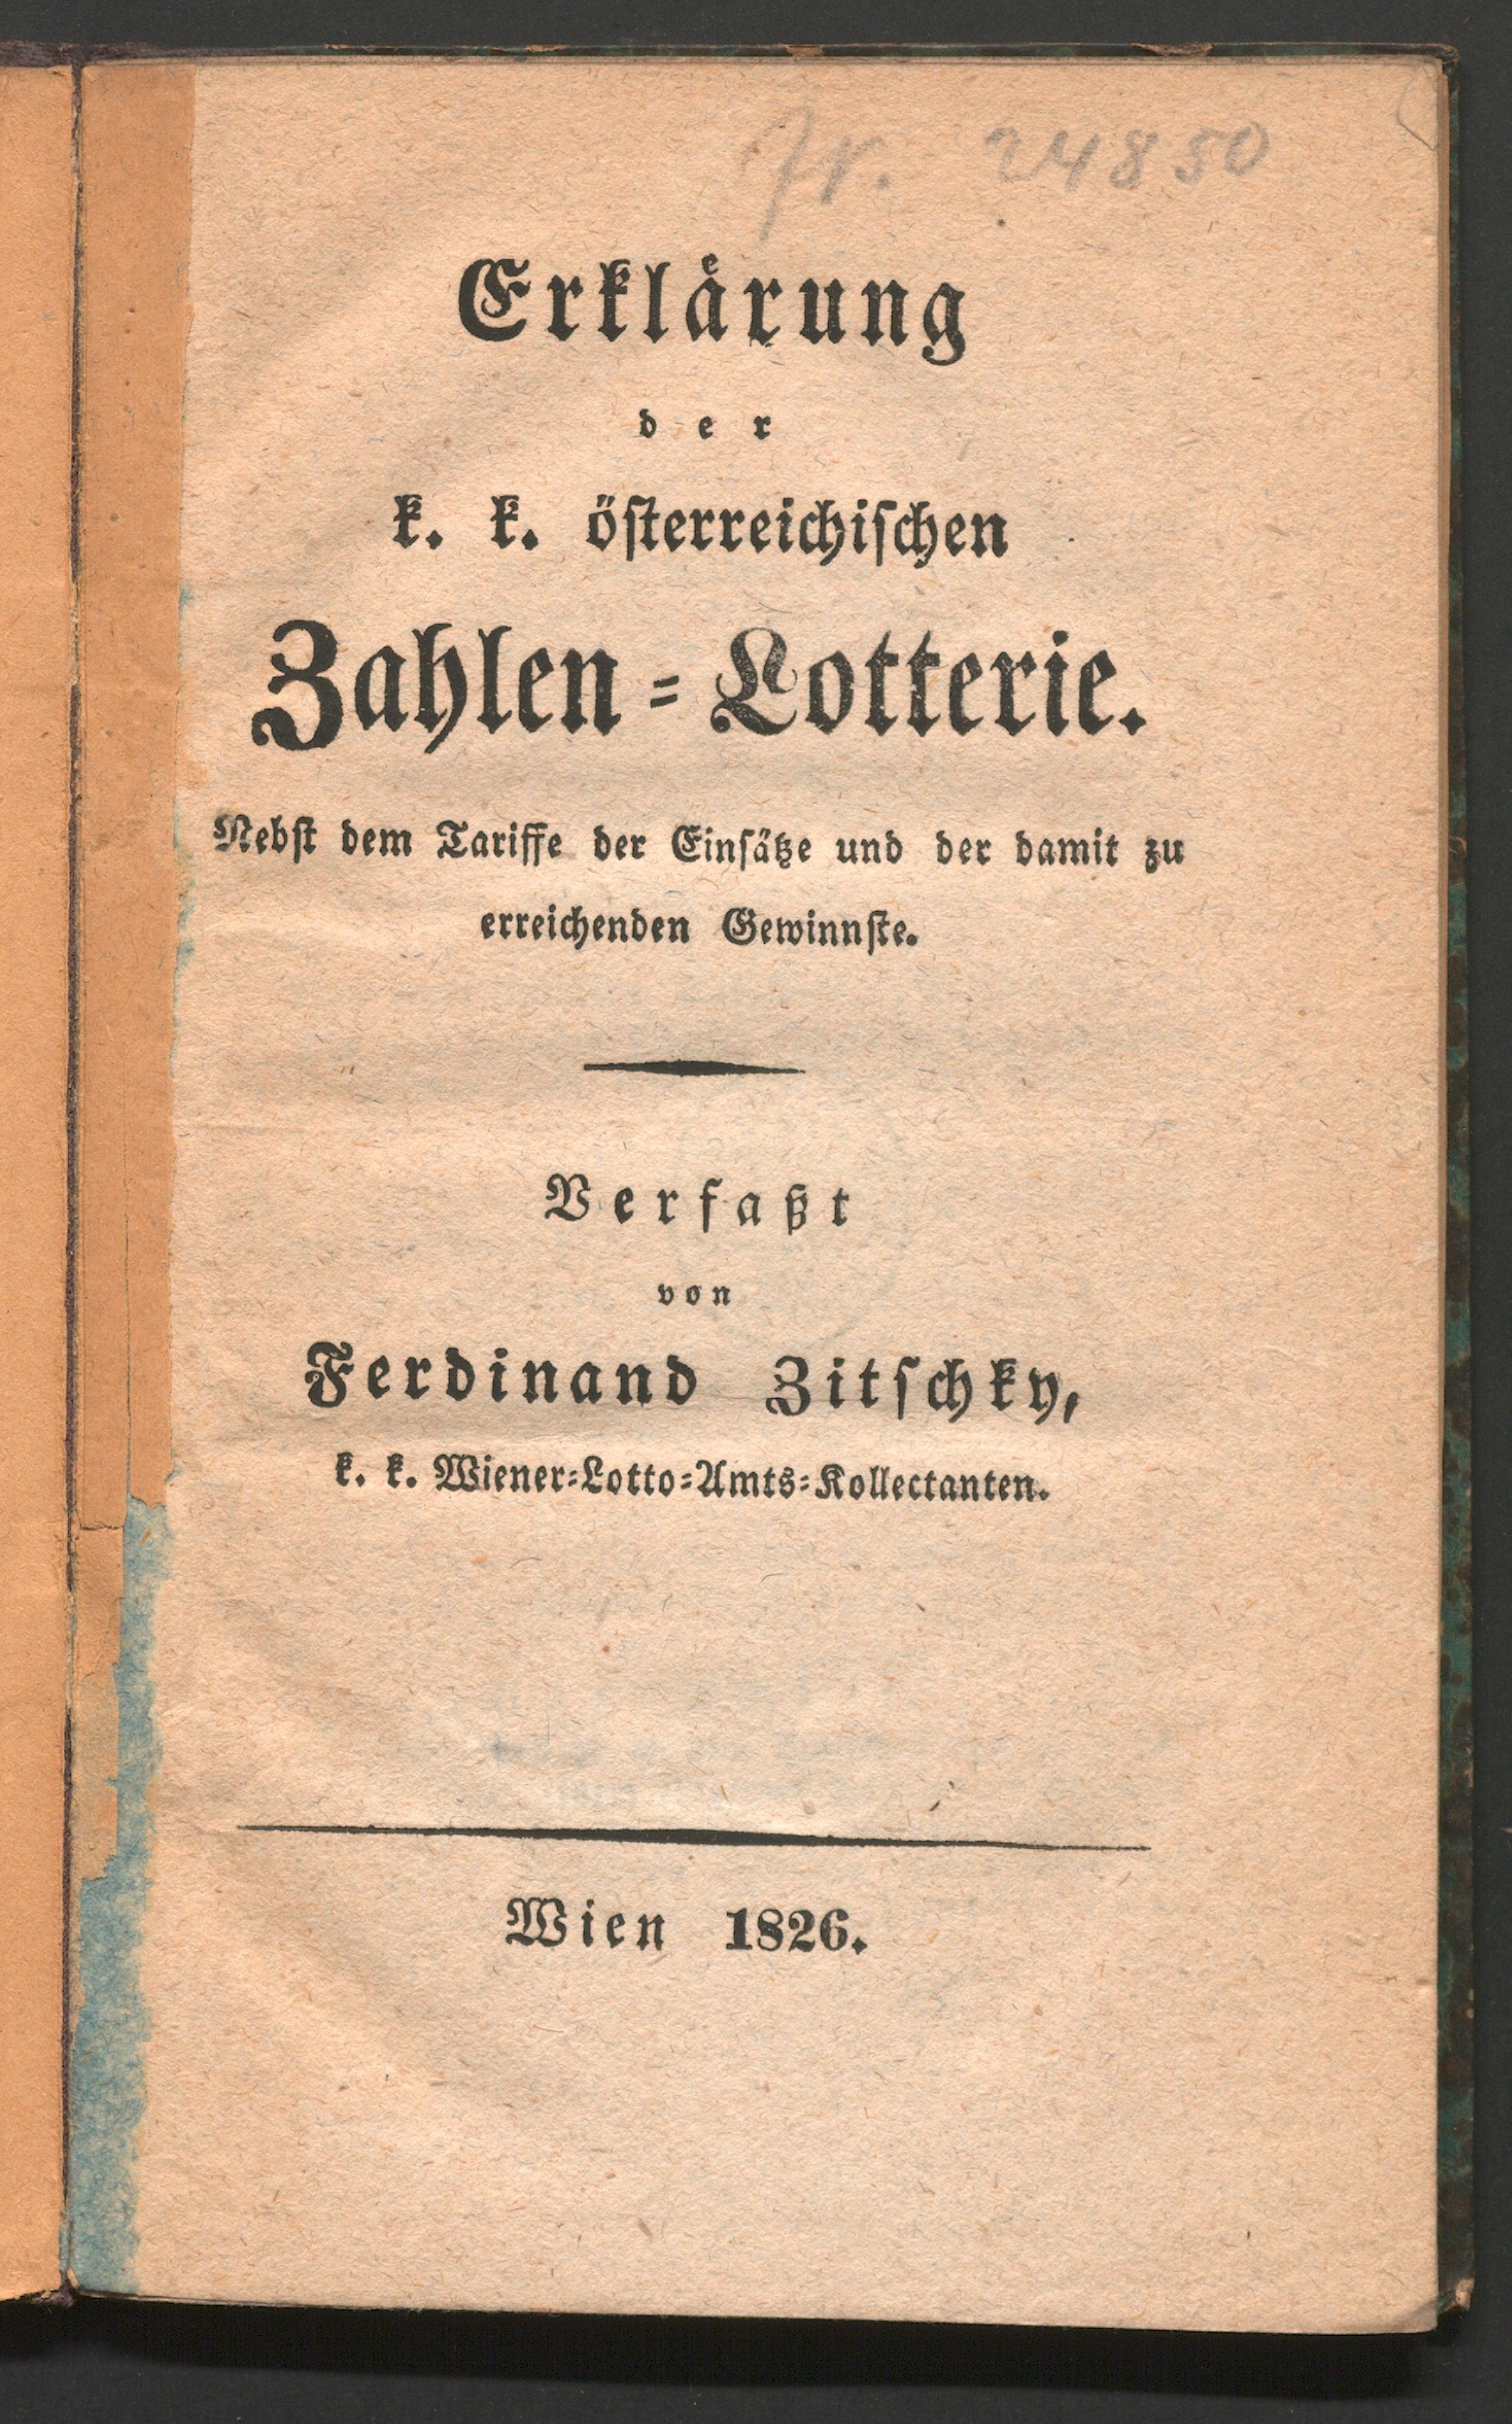 24850
Erklärung
der
k. k. österreichischen
Zahlen=Lotterie.
Nebst dem Tariffe der Einsätze und der damit zu
erreichenden Gewinnste.
Verfaßt
von
Ferdinand Zitschky,
k. k. Wiener=Lotto=Amts=Kollectanten.
Wien 1826.